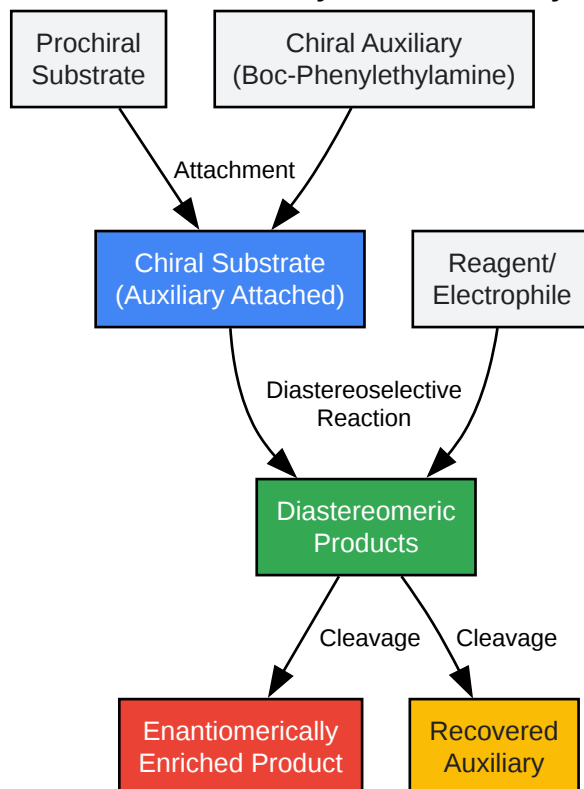 Prochiral
Substrate
Chiral Auxiliary
(Boc-Phenylethylamine)
Attachment
Chiral Substrate
(Auxiliary Attached)
Reagent/
Electrophile
Diastereoselective
Reaction
Diastereomeric
Products
Cleavage
Cleavage
Enantiomerically
Enriched Product
Recovered
Auxiliary